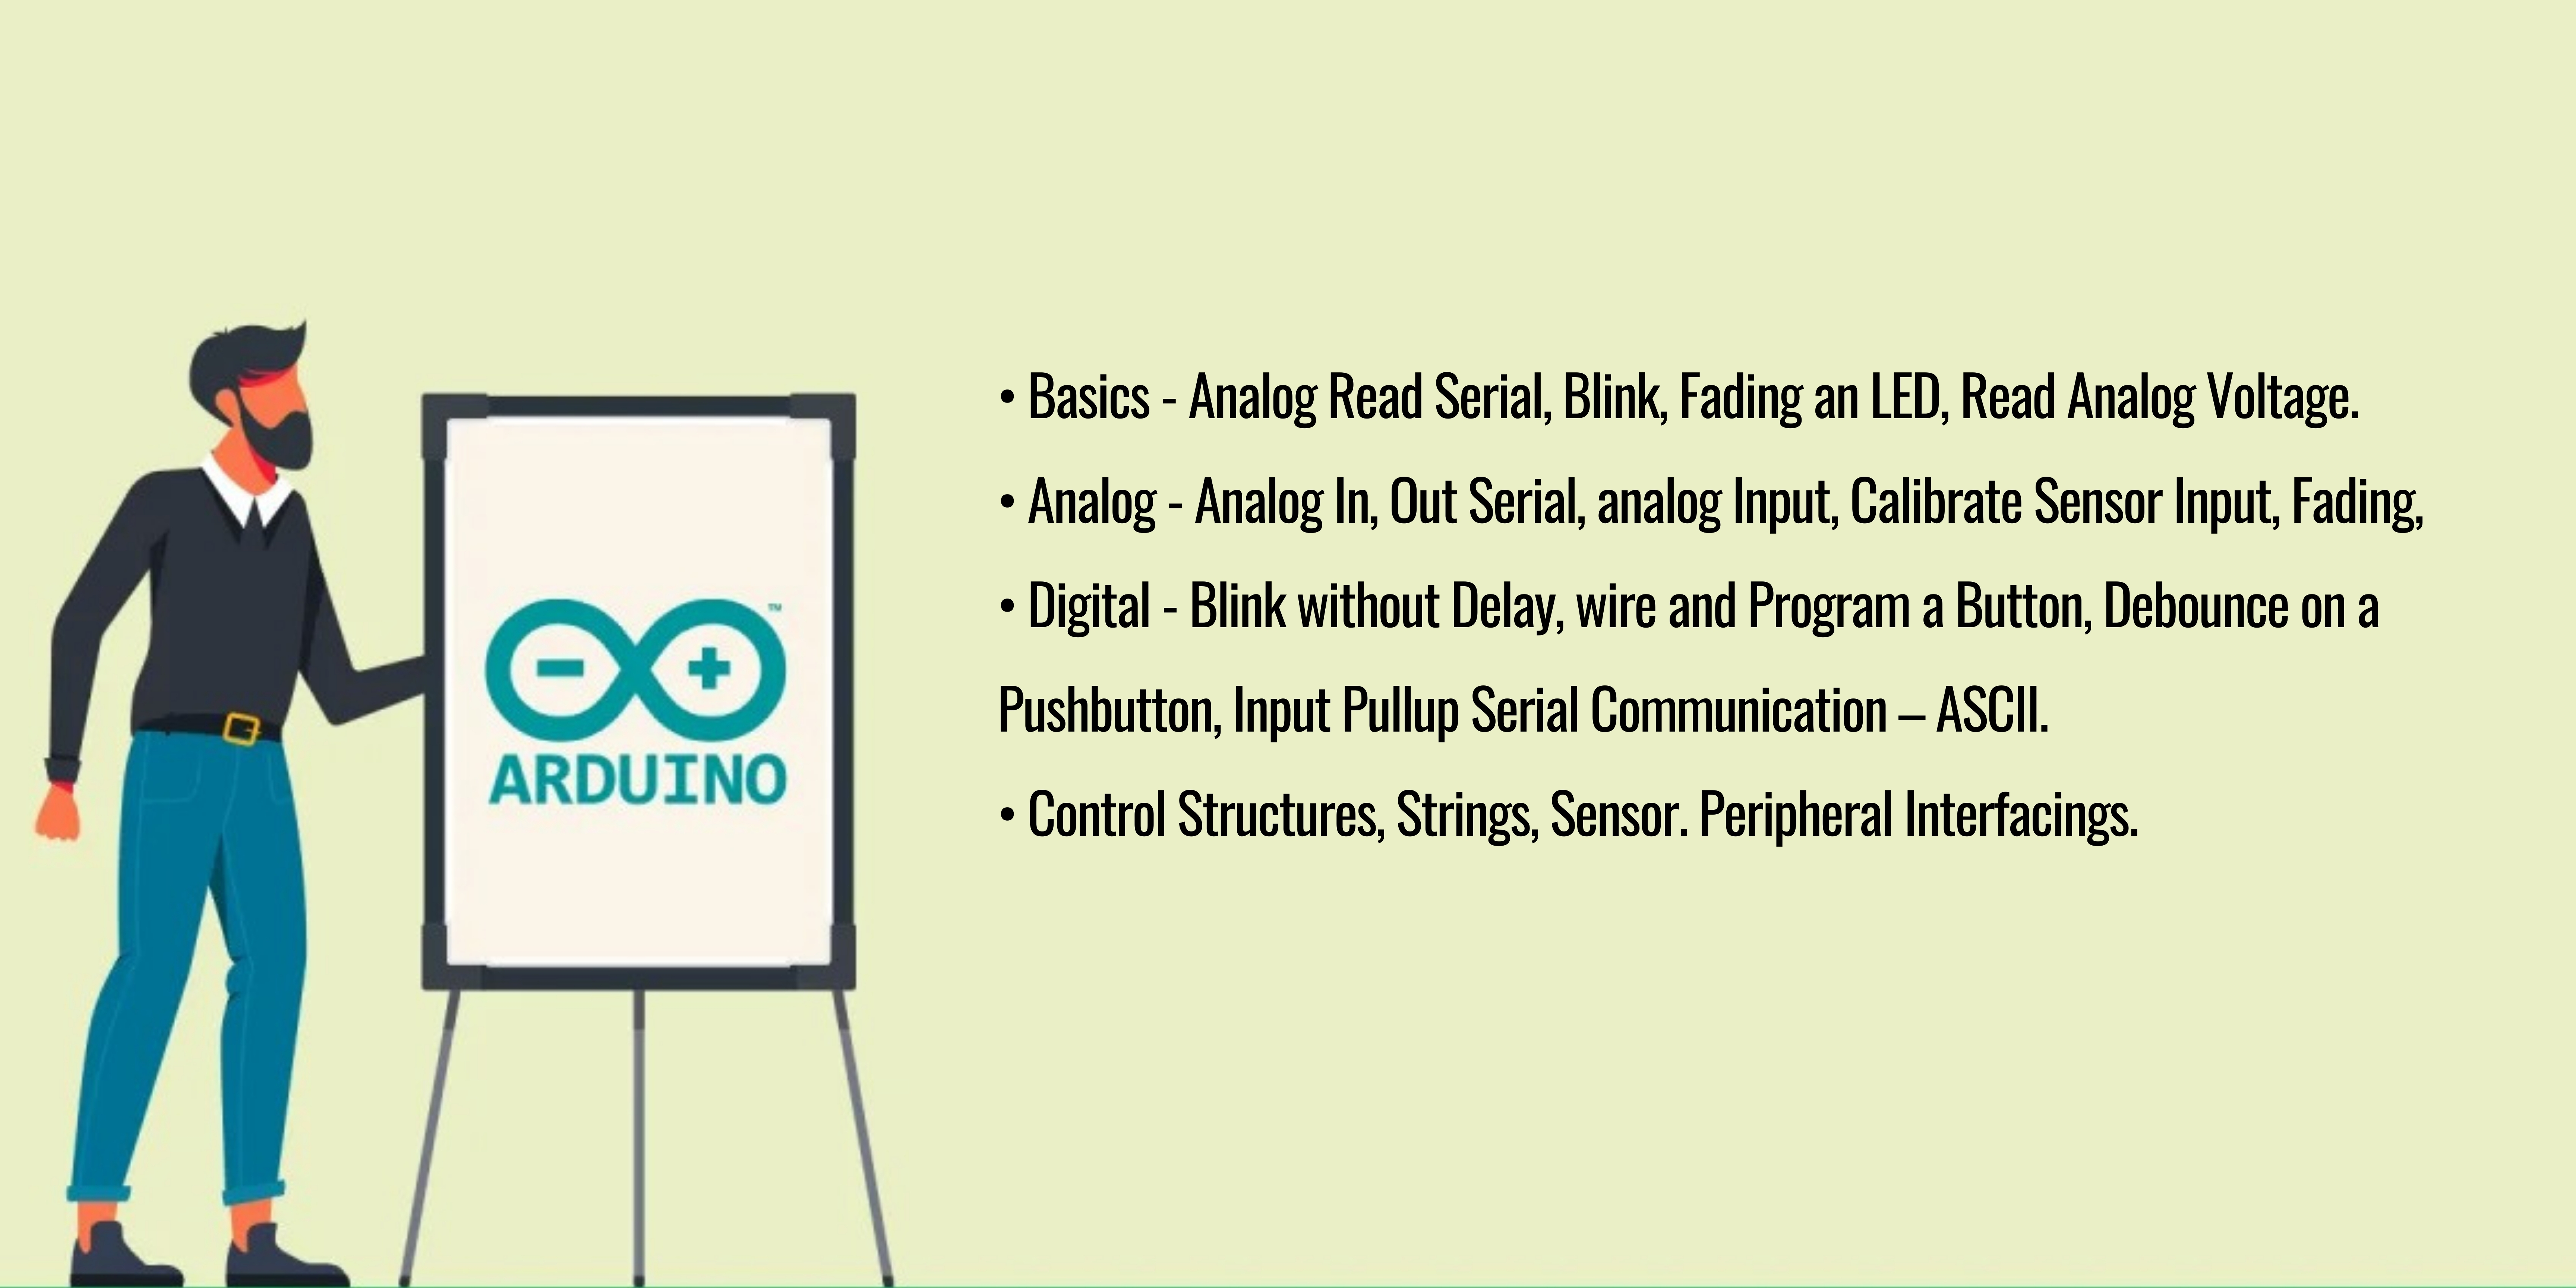 • Basics - Analog Read Serial, Blink, Fading an LED, Read Analog Voltage.
• Analog - Analog In, Out Serial, analog Input, Calibrate Sensor Input, Fading,
• Digital - Blink without Delay, wire and Program a Button, Debounce on a
Pushbutton, Input Pullup Serial Communication – ASCII.
• Control Structures, Strings, Sensor. Peripheral Interfacings.
™
ARDUINO